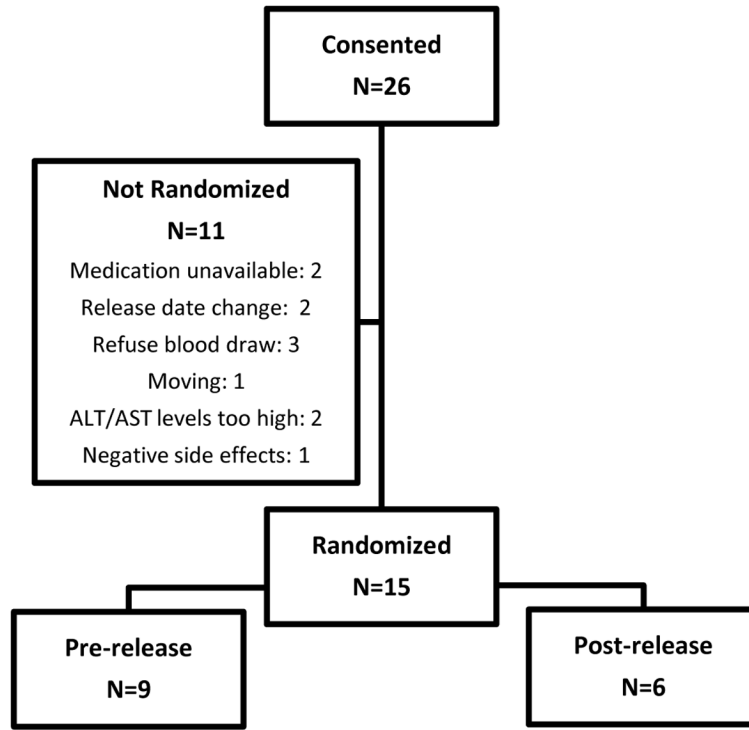 Consented
N=26
Not Randomized
N=11
Medication unavailable: 2
Release date change:  2
Refuse blood draw: 3
Moving: 1
ALT/AST levels too high: 2
Negative side effects: 1
Randomized
N=15
Pre-release
N=9
Post-release
N=6